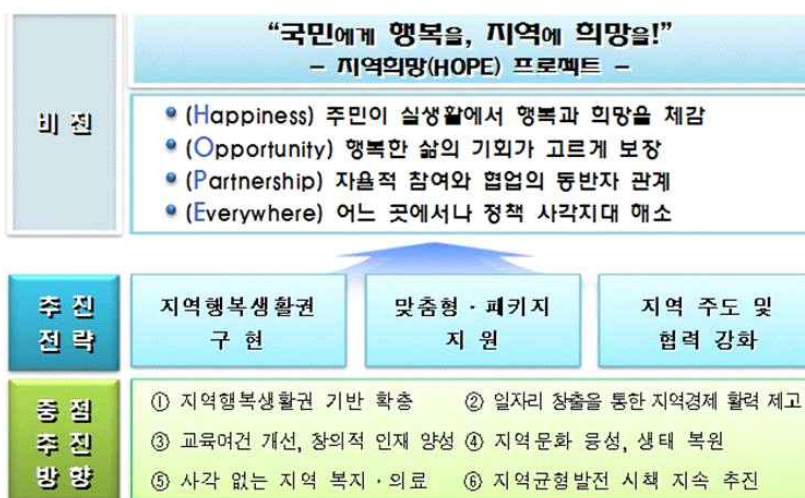 “국민에게 행복을, 지역에 희망을!”
– 지역희망(HOPE) 프로젝트 –
비 전
• (Happiness) 주민이 실생활에서 행복과 희망을 체감
• (Opportunity) 행복한 삶의 기회가 고르게 보장
• (Partnership) 자율적 참여와 협업의 동반자 관계
• (Everywhere) 어느 곳에서나 정책 사각지대 해소
추 진
전 략
지역행복생활권
구 현
맞춤형 · 패키지
지 원
지역 주도 및
협력 강화
중 점
추 진
방 향
① 지역행복생활권 기반 확충 ② 일자리 창출을 통한 지역경제 활력 제고
③ 교육여건 개선, 창의적 인재 양성 ④ 지역문화 융성, 생태 복원
⑤ 사각 없는 지역 복지 · 의료 ⑥ 지역균형발전 시책 지속 추진